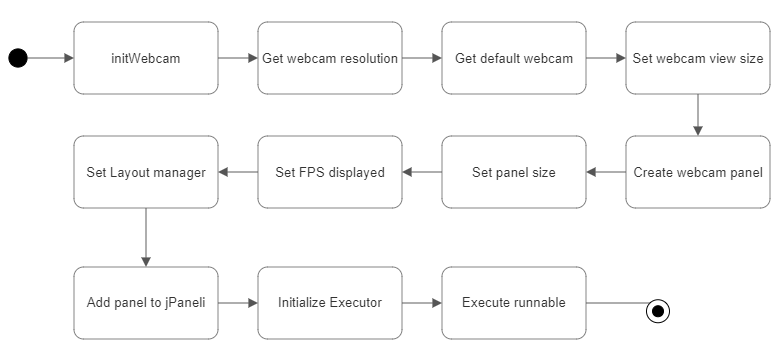 initWebcam
Get webcam resolution
Get default webcam
Set webcam view size
Create webcam panel
Set panel size
Set FPS displayed
Set Layout manager
Add panel to jPaneli
Initialize Executor
Execute runnable